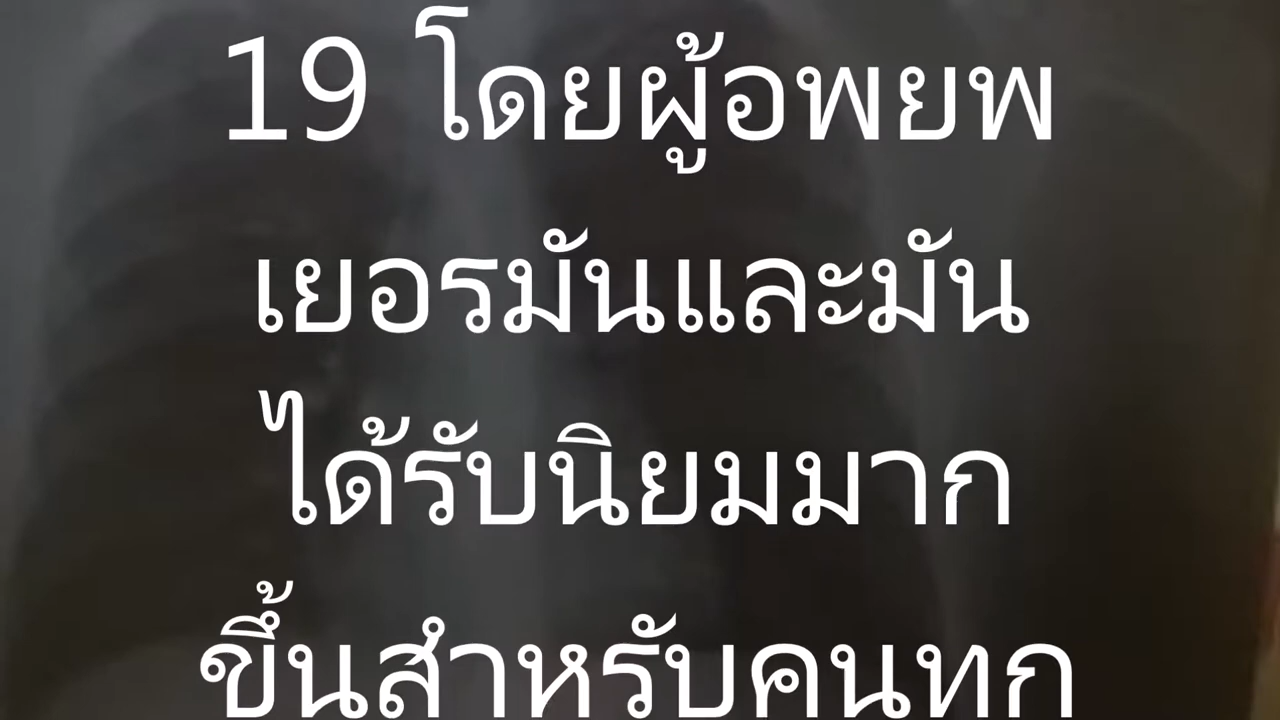 19 โดยผู้อพยพ
เยอรมันและมัน
ได้รับนิยมมาก
ขึ้นสำหรับคนทุก